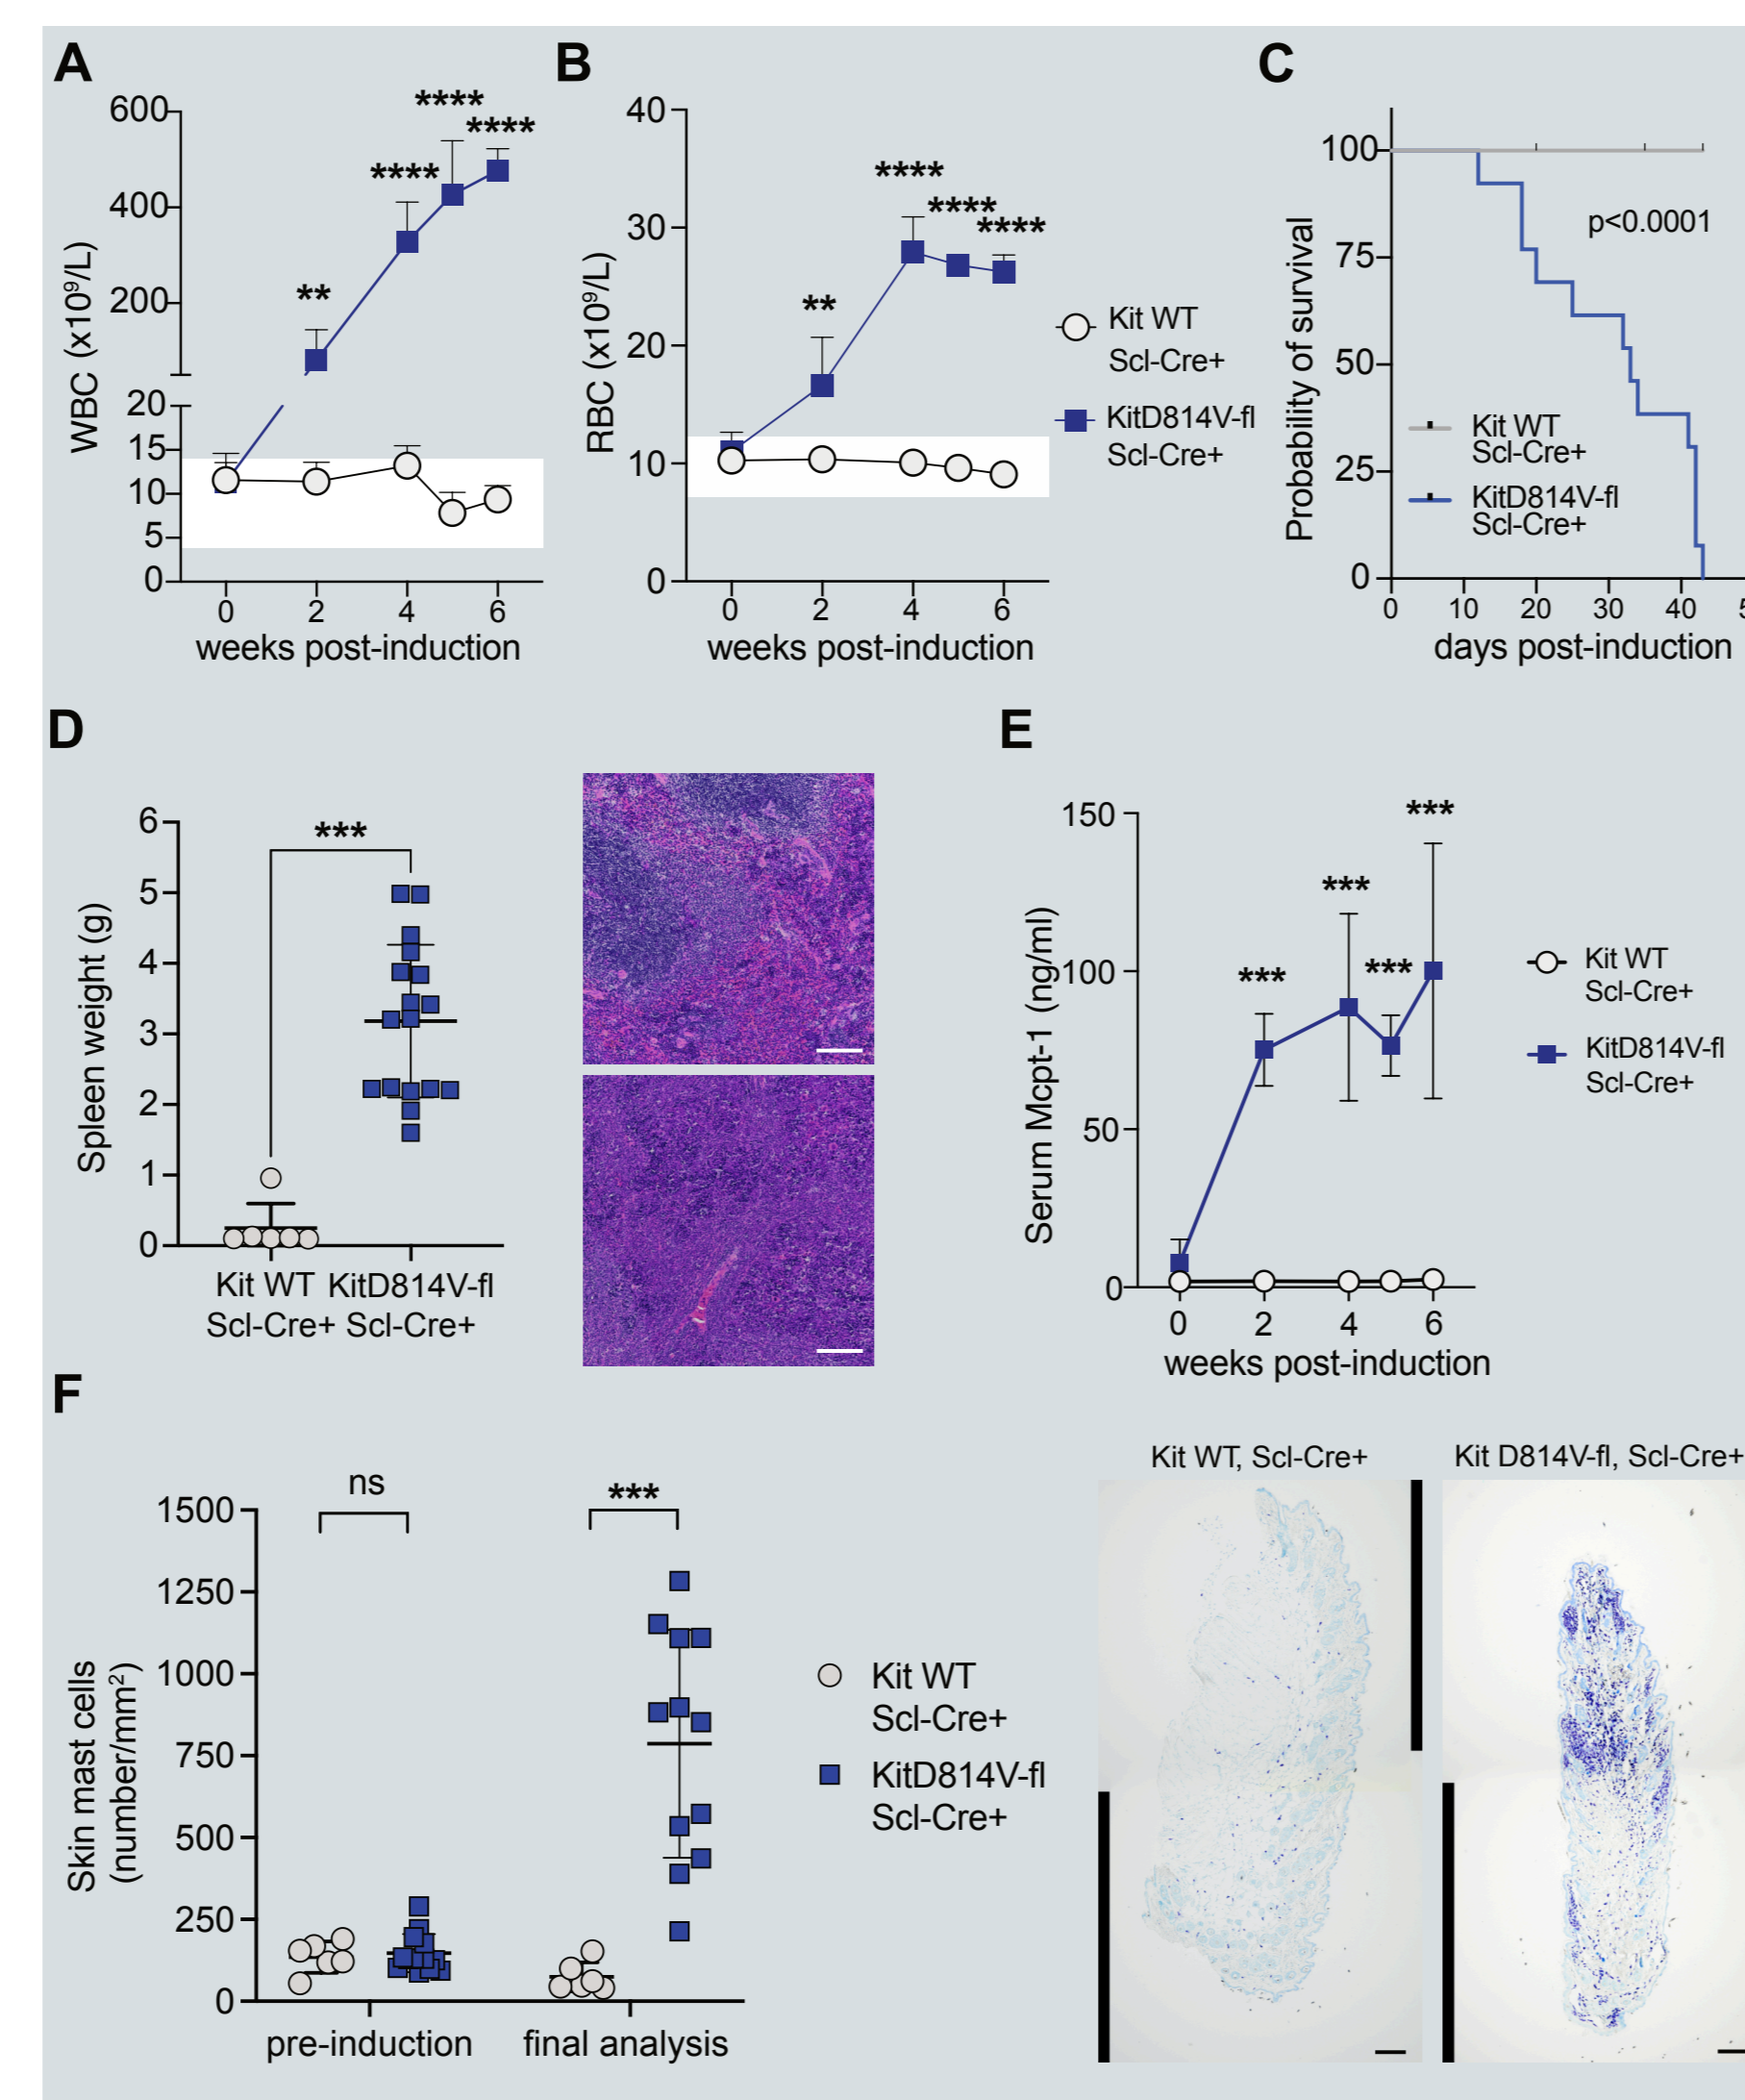 A
B
C
600
400
200
20
15
10
5
0
WBC (x10⁹/L)
**
****
****
****
0 2 4 6
weeks post-induction
40
30
20
10
0
RBC (x10⁹/L)
**
****
****
****
0 2 4 6
weeks post-induction
Kit WT
Scl-Cre+
KitD814V-fl
Scl-Cre+
100
75
50
25
0
Probability of survival
p<0.0001
Kit WT
Scl-Cre+
KitD814V-fl
Scl-Cre+
0 10 20 30 40
days post-induction
D
E
6
5
4
3
2
1
0
Spleen weight (g)
***
Kit WT KitD814V-fl
Scl-Cre+ Scl-Cre+
150
100
50
0
Serum Mcpt-1 (ng/ml)
***
***
***
***
0 2 4 6
weeks post-induction
Kit WT
Scl-Cre+
KitD814V-fl
Scl-Cre+
F
1500
1250
1000
750
500
250
0
Skin mast cells
(number/mm²)
ns
***
pre-induction final analysis
Kit WT
Scl-Cre+
KitD814V-fl
Scl-Cre+
Kit WT, Scl-Cre+
Kit D814V-fl, Scl-Cre+